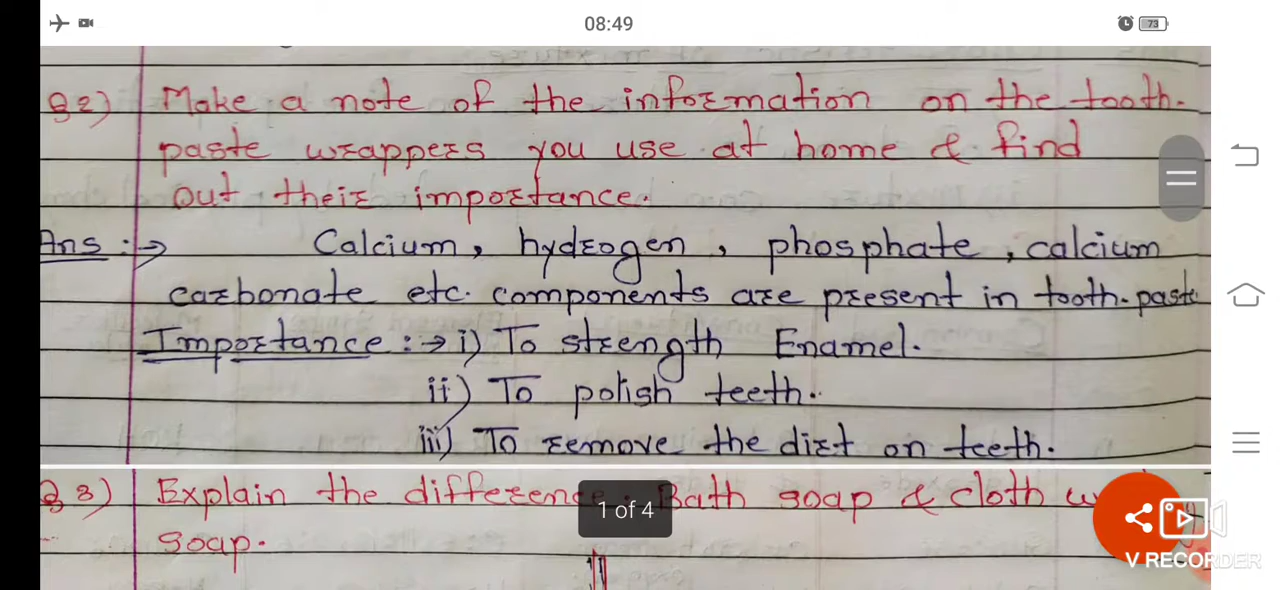 08:49
73
Q2) Make a note of the information on the tooth-
paste wrappers you use at home & find
out their importance.
Ans :→ Calcium, hydrogen, phosphate, calcium
carbonate etc. components are present in tooth-paste
Importance :→ i) To strength Enamel.
ii) To polish teeth.
iii) To remove the dirt on teeth.
Q3) Explain the difference. Bath soap & cloth
soap.
1 of 4
V RECORDER